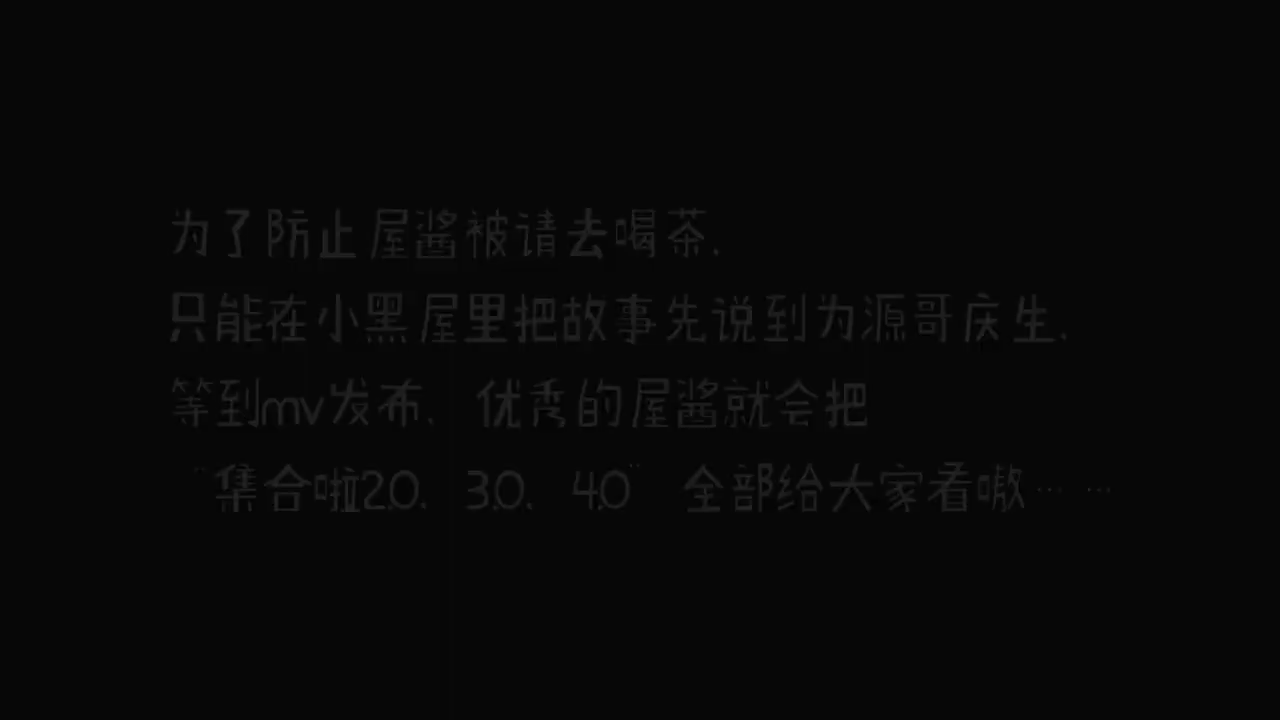 为了防止屋酱被请去喝茶，
只能在小黑屋里把故事先说到为源哥庆生，
等到mv发布，优秀的屋酱就会把
“集合啦2.0，3.0，4.0”全部给大家看嗷……